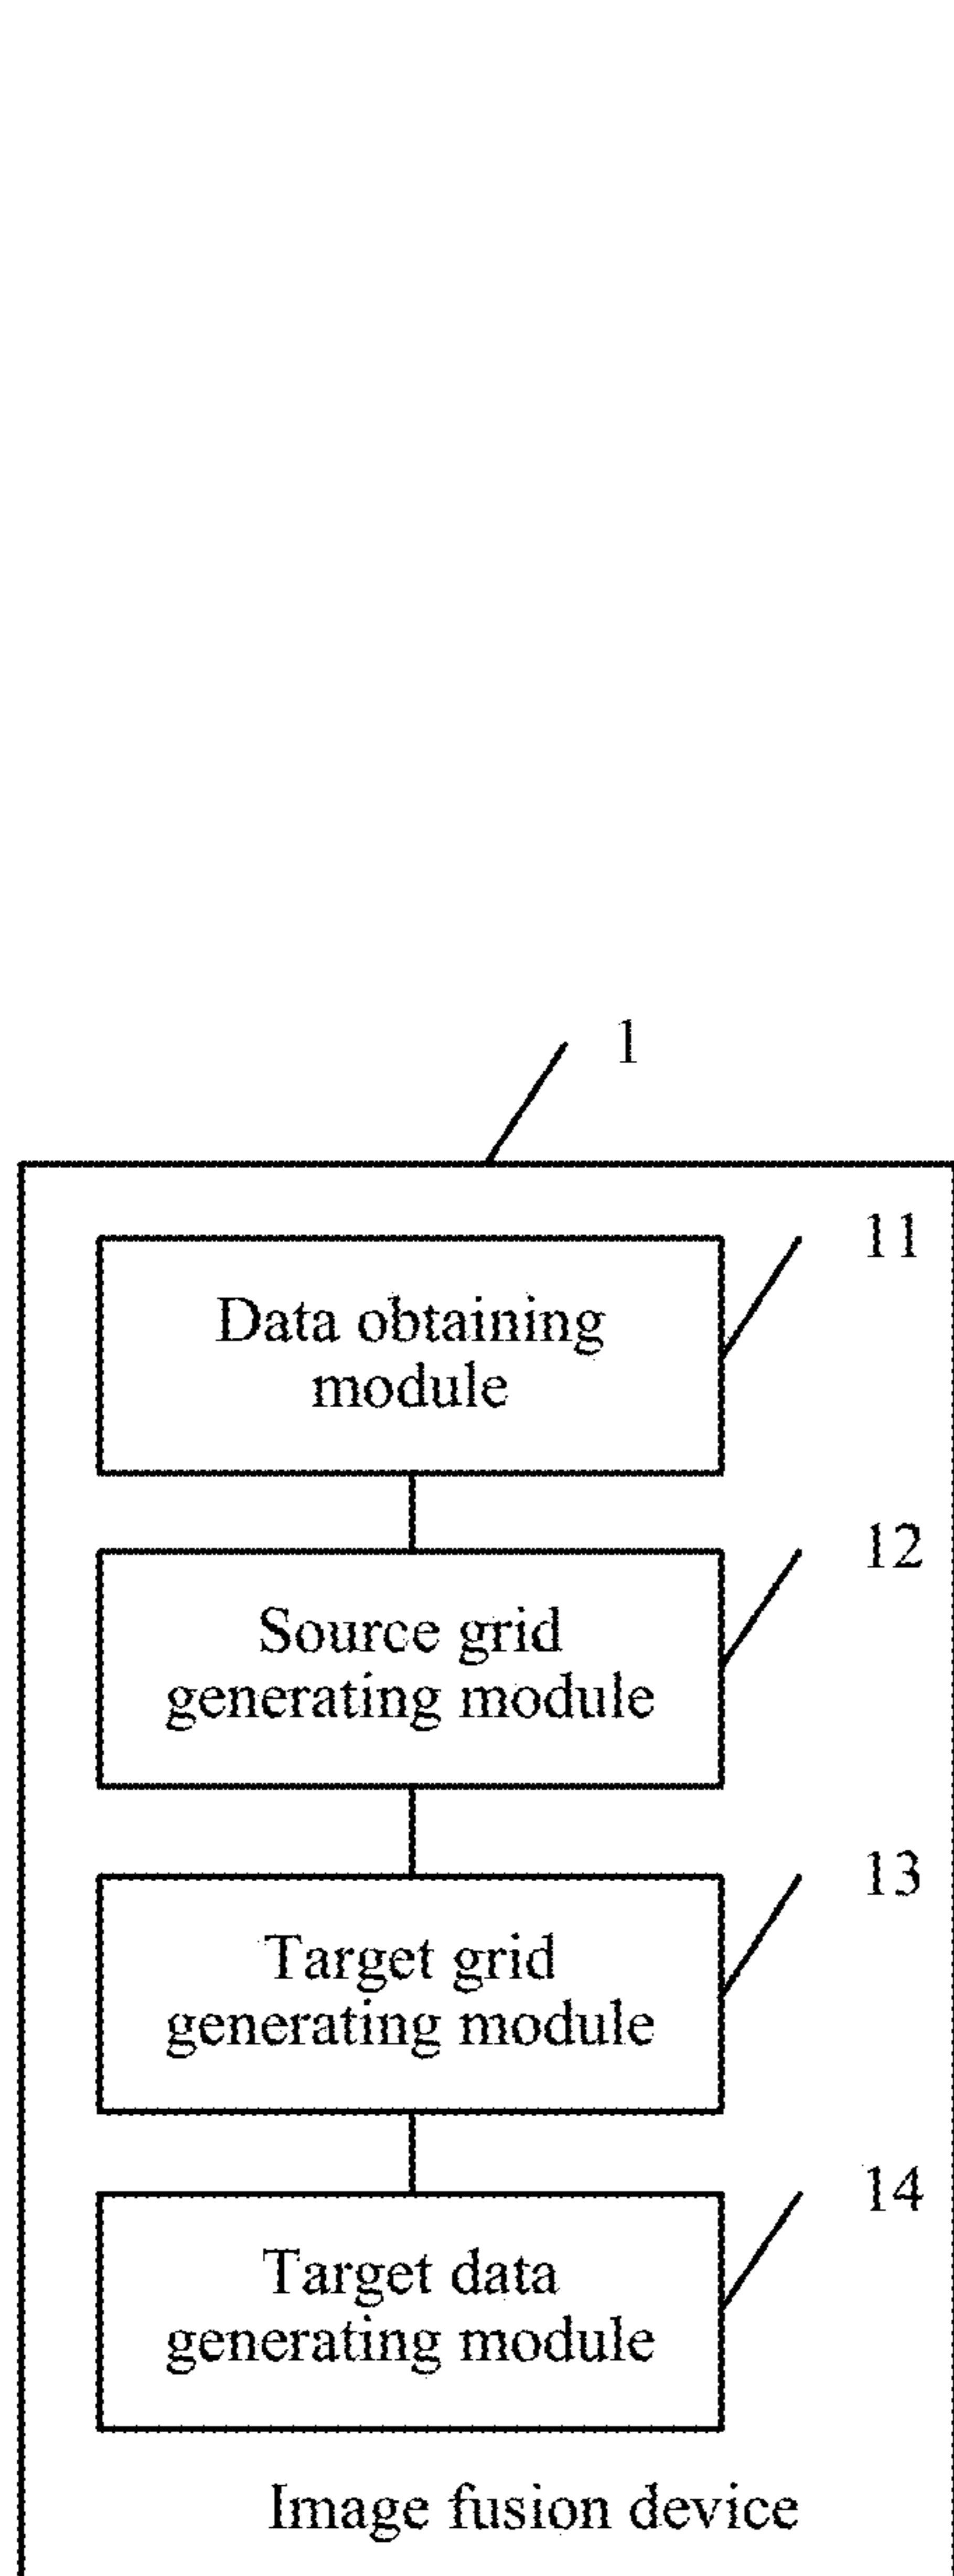 1
11
Data obtaining
module
12
Source grid
generating module
13
Target grid
generating module
14
Target data
generating module
Image fusion device